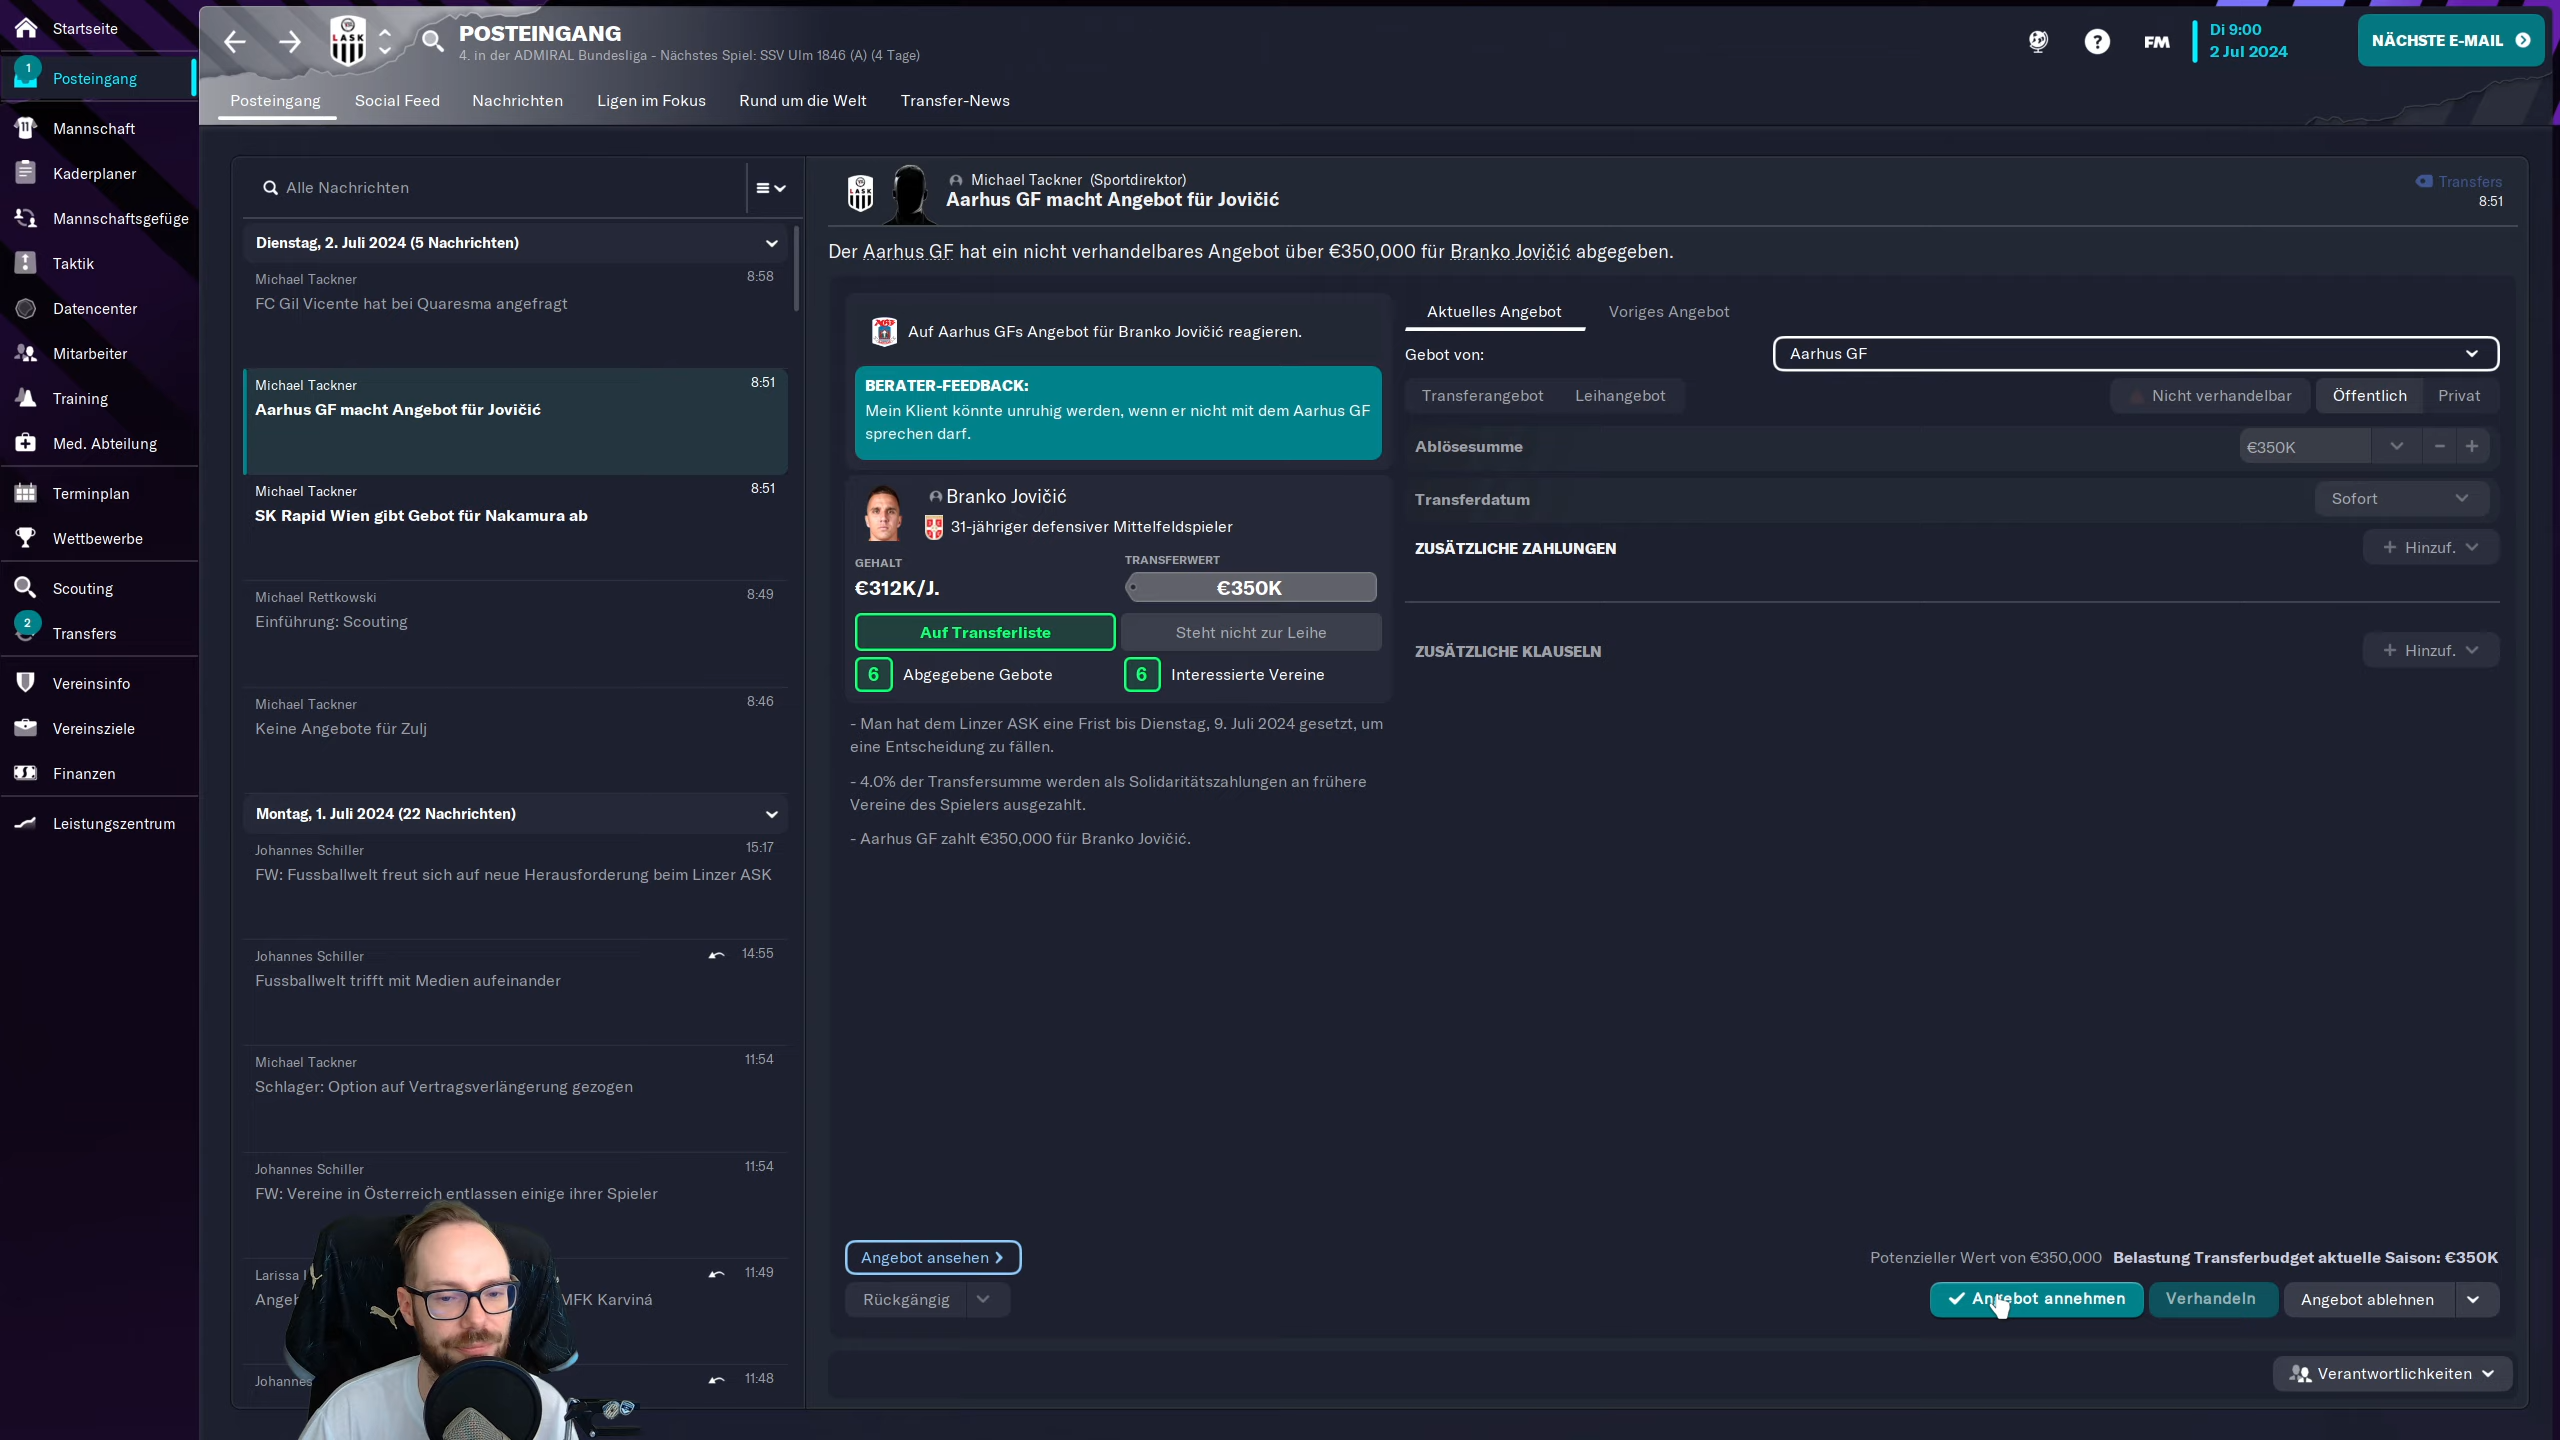 Startseite
1
Posteingang
Mannschaft
Kaderplaner
Mannschaftsgefüge
Taktik
Datencenter
Mitarbeiter
Training
Med. Abteilung
Terminplan
Wettbewerbe
Scouting
2
Transfers
Vereinsinfo
Vereinsziele
Finanzen
Leistungszentrum
LASK
POSTEINGANG
4. in der ADMIRAL Bundesliga - Nächstes Spiel: SSV Ulm 1846 (A) (4 Tage)
FM
Di 9:00
2 Jul 2024
NÄCHSTE E-MAIL
Posteingang Social Feed Nachrichten Ligen im Fokus Rund um die Welt Transfer-News
Alle Nachrichten
Dienstag, 2. Juli 2024 (5 Nachrichten)
Michael Tackner 8:58
FC Gil Vicente hat bei Quaresma angefragt
Michael Tackner 8:51
Aarhus GF macht Angebot für Jovičić
Michael Tackner 8:51
SK Rapid Wien gibt Gebot für Nakamura ab
Michael Rettkowski 8:49
Einführung: Scouting
Michael Tackner 8:46
Keine Angebote für Zulj
Montag, 1. Juli 2024 (22 Nachrichten)
Johannes Schiller 15:17
FW: Fussballwelt freut sich auf neue Herausforderung beim Linzer ASK
Johannes Schiller 14:55
Fussballwelt trifft mit Medien aufeinander
Michael Tackner 11:54
Schlager: Option auf Vertragsverlängerung gezogen
Johannes Schiller 11:54
FW: Vereine in Österreich entlassen einige ihrer Spieler
Larissa 11:49
MFK Karviná
Johannes 11:48
LASK
Michael Tackner (Sportdirektor)
Aarhus GF macht Angebot für Jovičić
Transfers
8:51
Der Aarhus GF hat ein nicht verhandelbares Angebot über €350,000 für Branko Jovičić abgegeben.
Auf Aarhus GFs Angebot für Branko Jovičić reagieren.
BERATER-FEEDBACK:
Mein Klient könnte unruhig werden, wenn er nicht mit dem Aarhus GF
sprechen darf.
Branko Jovičić
31-jähriger defensiver Mittelfeldspieler
GEHALT
€312K/J.
TRANSFERWERT
€350K
Auf Transferliste
Steht nicht zur Leihe
6 Abgegebene Gebote
6 Interessierte Vereine
- Man hat dem Linzer ASK eine Frist bis Dienstag, 9. Juli 2024 gesetzt, um
eine Entscheidung zu fällen.
- 4.0% der Transfersumme werden als Solidaritätszahlungen an frühere
Vereine des Spielers ausgezahlt.
- Aarhus GF zahlt €350,000 für Branko Jovičić.
Aktuelles Angebot Voriges Angebot
Gebot von: Aarhus GF
Transferangebot Leihangebot Nicht verhandelbar Öffentlich Privat
Ablösesumme €350K
Transferdatum Sofort
ZUSÄTZLICHE ZAHLUNGEN Hinzuf.
ZUSÄTZLICHE KLAUSELN Hinzuf.
Angebot ansehen
Rückgängig
Potenzieller Wert von €350,000 Belastung Transferbudget aktuelle Saison: €350K
Angebot annehmen Verhandeln Angebot ablehnen
Verantwortlichkeiten